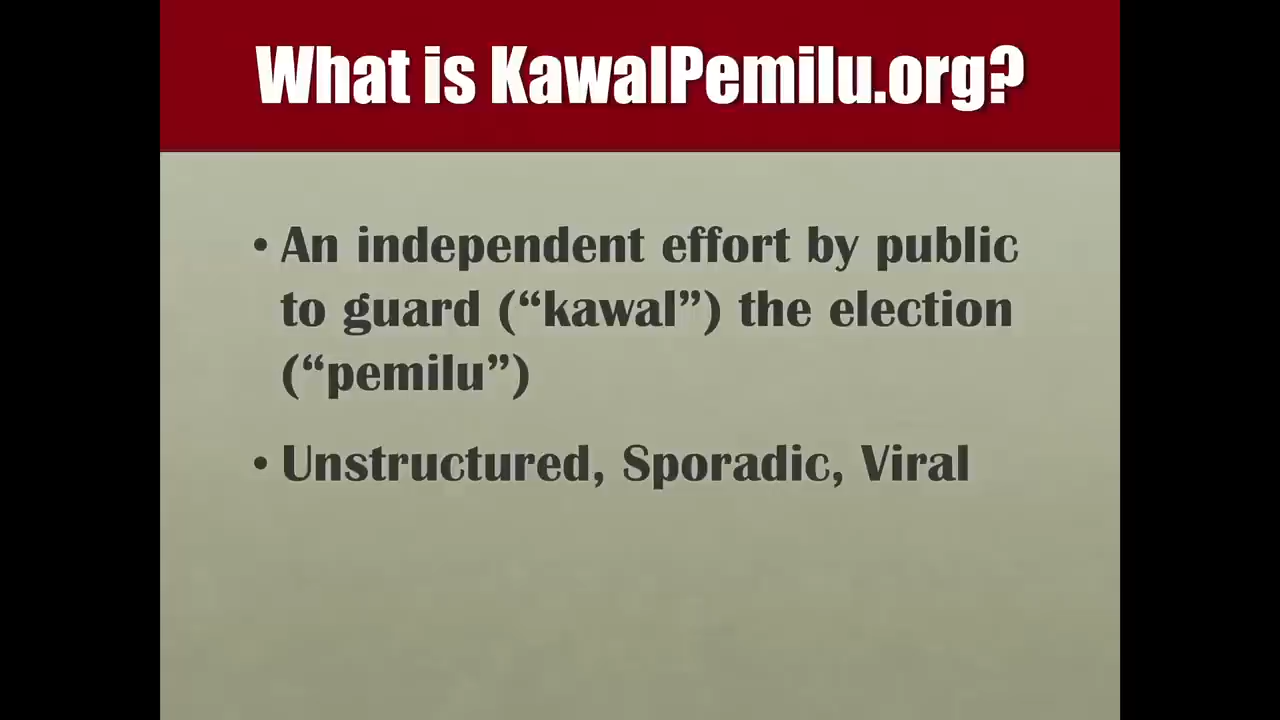 What is KawalPemilu.org?
• An independent effort by public
to guard (“kawal”) the election
(“pemilu”)
• Unstructured, Sporadic, Viral